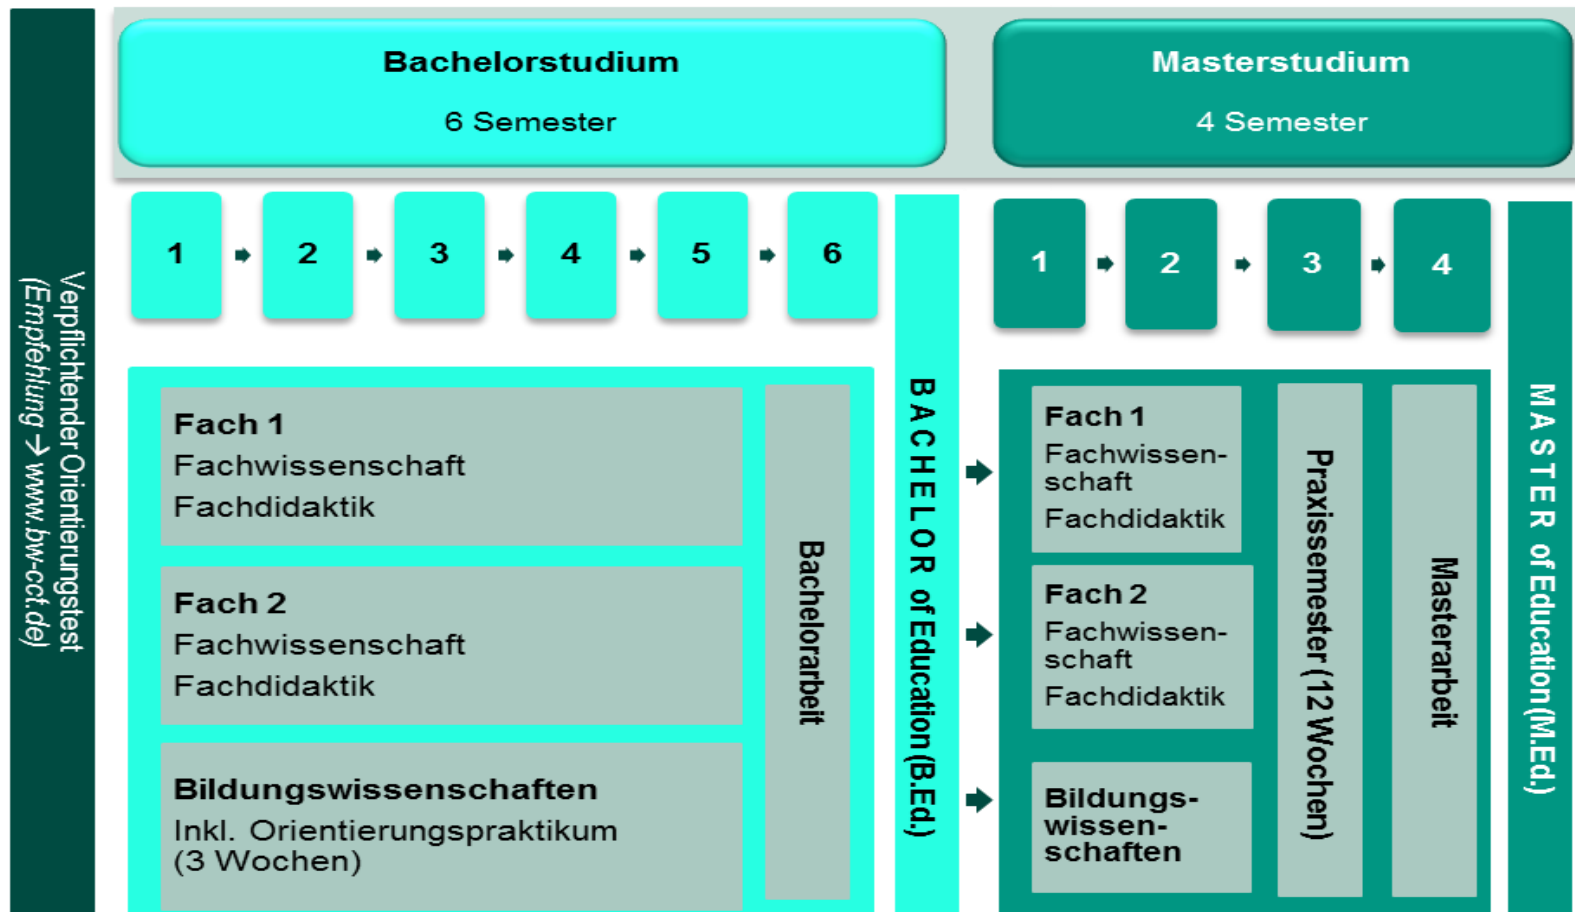 Verpflichtender Orientierungstest
(Empfehlung → www.bw-cct.de)
Bachelorstudium
6 Semester
Masterstudium
4 Semester
1
2
3
4
5
6
1
2
3
4
Fach 1
Fachwissenschaft
Fachdidaktik
Fach 2
Fachwissenschaft
Fachdidaktik
Bildungswissenschaften
Inkl. Orientierungspraktikum
(3 Wochen)
Bachelorarbeit
BACHELOR of Education (B.Ed.)
Fach 1
Fachwissen-
schaft
Fachdidaktik
Fach 2
Fachwissen-
schaft
Fachdidaktik
Bildungs-
wissen-
schaften
Praxissemester (12 Wochen)
Masterarbeit
MASTER of Education (M.Ed.)